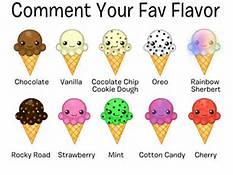 Comment Your Fav Flavor
Chocolate Vanilla Cocolate Chip Oreo Rainbow
Cookie Dough Sherbert
Rocky Road Strawberry Mint Cotton Candy Cherry